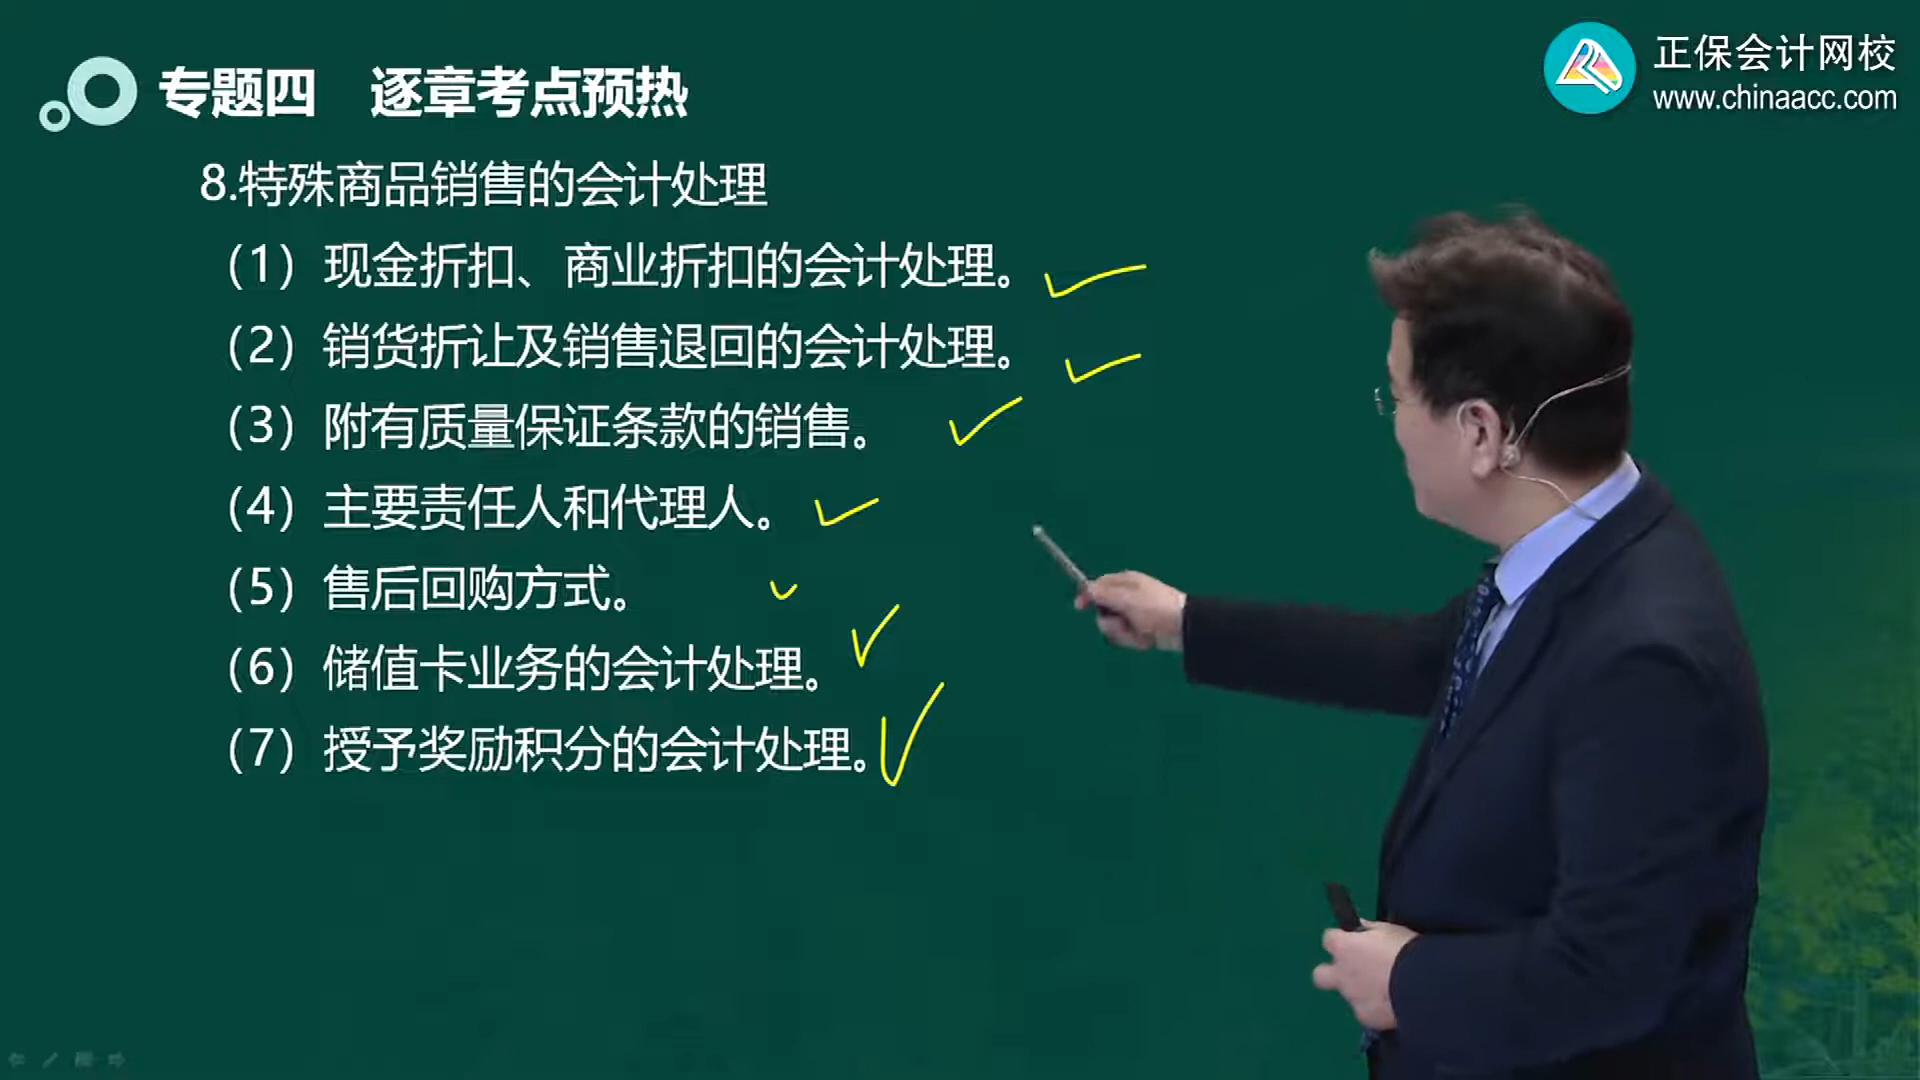 正保会计网校
www.chinaacc.com
专题四 逐章考点预热
8.特殊商品销售的会计处理
（1）现金折扣、商业折扣的会计处理。
（2）销货折让及销售退回的会计处理。
（3）附有质量保证条款的销售。
（4）主要责任人和代理人。
（5）售后回购方式。
（6）储值卡业务的会计处理。
（7）授予奖励积分的会计处理。